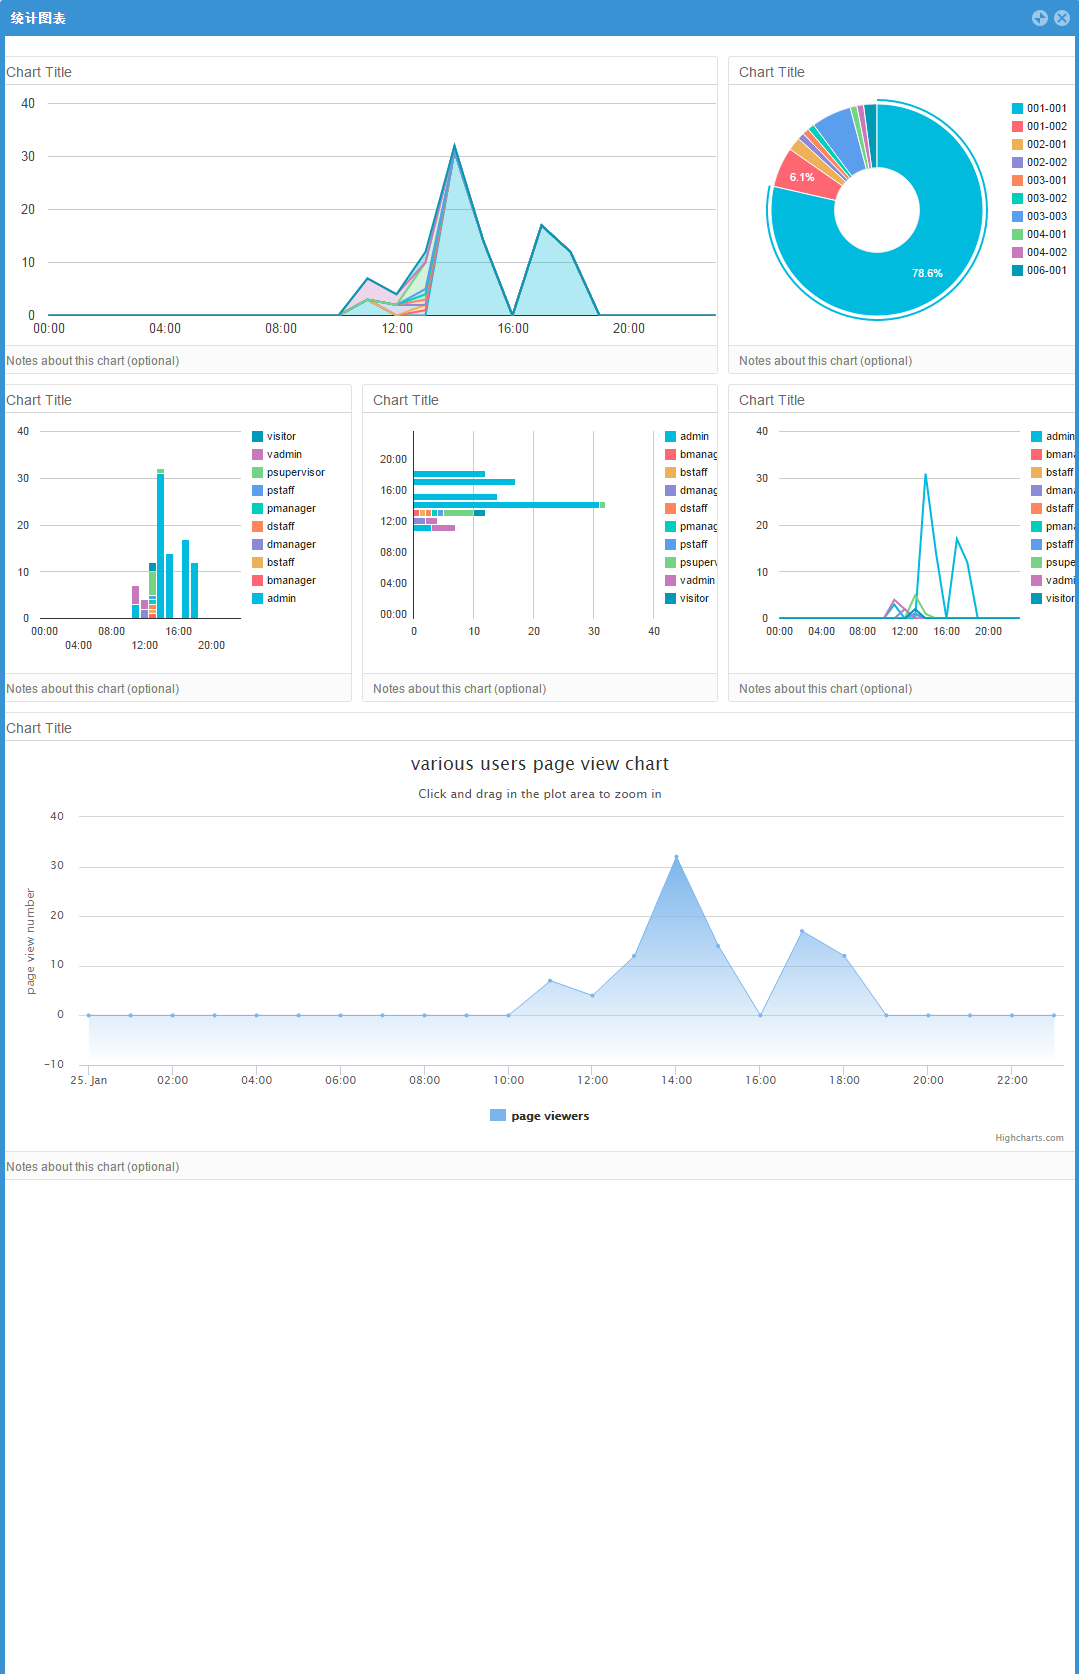 统计图表
Chart Title
40
30
20
10
0
00:00 04:00 08:00 12:00 16:00 20:00
Notes about this chart (optional)
Chart Title
6.1%
78.6%
001-001
001-002
002-001
002-002
003-001
003-002
003-003
004-001
004-002
006-001
Notes about this chart (optional)
Chart Title
40
30
20
10
0
00:00 08:00 16:00
04:00 12:00 20:00
visitor
vadmin
psupervisor
pstaff
pmanager
dstaff
dmanager
bstaff
bmanager
admin
Notes about this chart (optional)
Chart Title
20:00
16:00
12:00
08:00
04:00
00:00
0 10 20 30 40
admin
bmanag
bstaff
dmanag
dstaff
pmanag
pstaff
psuperv
vadmin
visitor
Notes about this chart (optional)
Chart Title
40
30
20
10
0
00:00 04:00 08:00 12:00 16:00 20:00
admin
bmana
bstaff
dmana
dstaff
pmana
pstaff
psupe
vadmi
visitor
Notes about this chart (optional)
Chart Title
various users page view chart
Click and drag in the plot area to zoom in
page view number
40
30
20
10
0
-10
25. Jan 02:00 04:00 06:00 08:00 10:00 12:00 14:00 16:00 18:00 20:00 22:00
page viewers
Highcharts.com
Notes about this chart (optional)